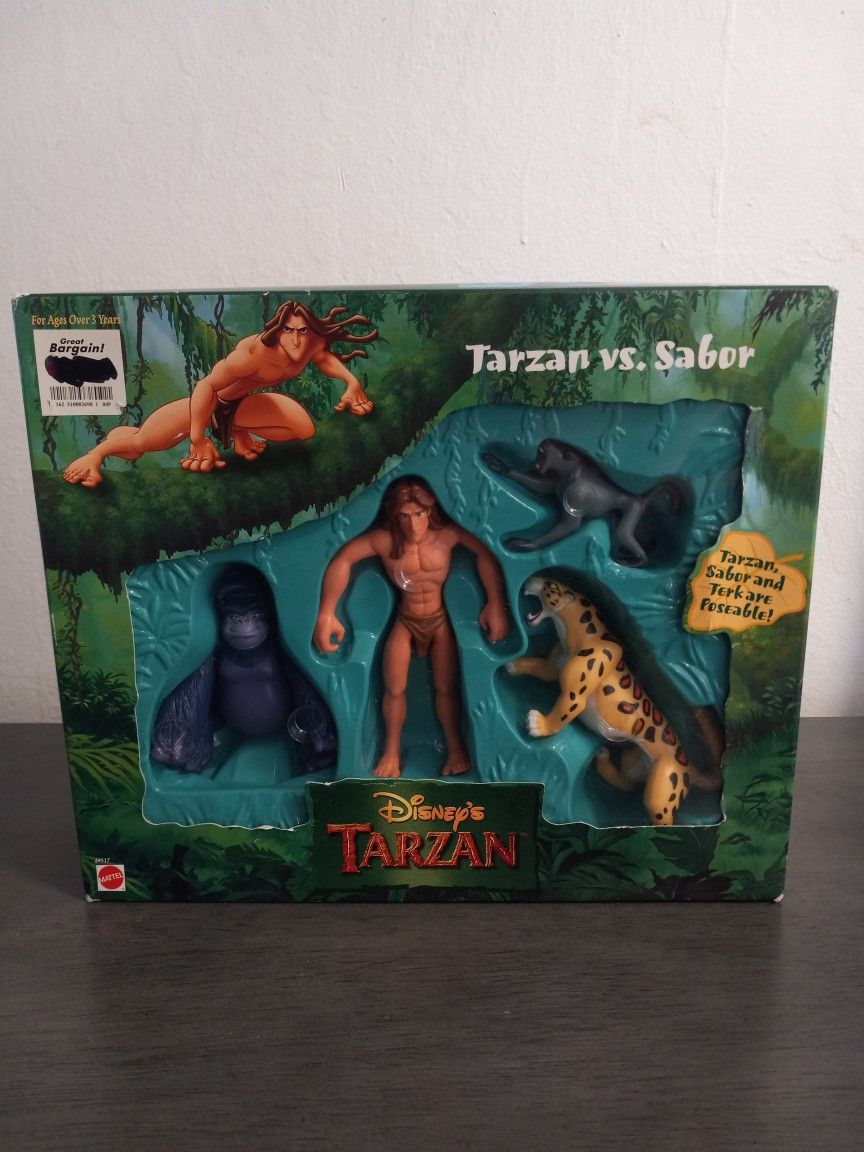 For Ages Over 3 Years
Great
Bargain!
Tarzan vs. Sabor
Tarzan,
Sabor and
Terk are
Poseable!
Disney's
TARZAN
69517
MATTEL